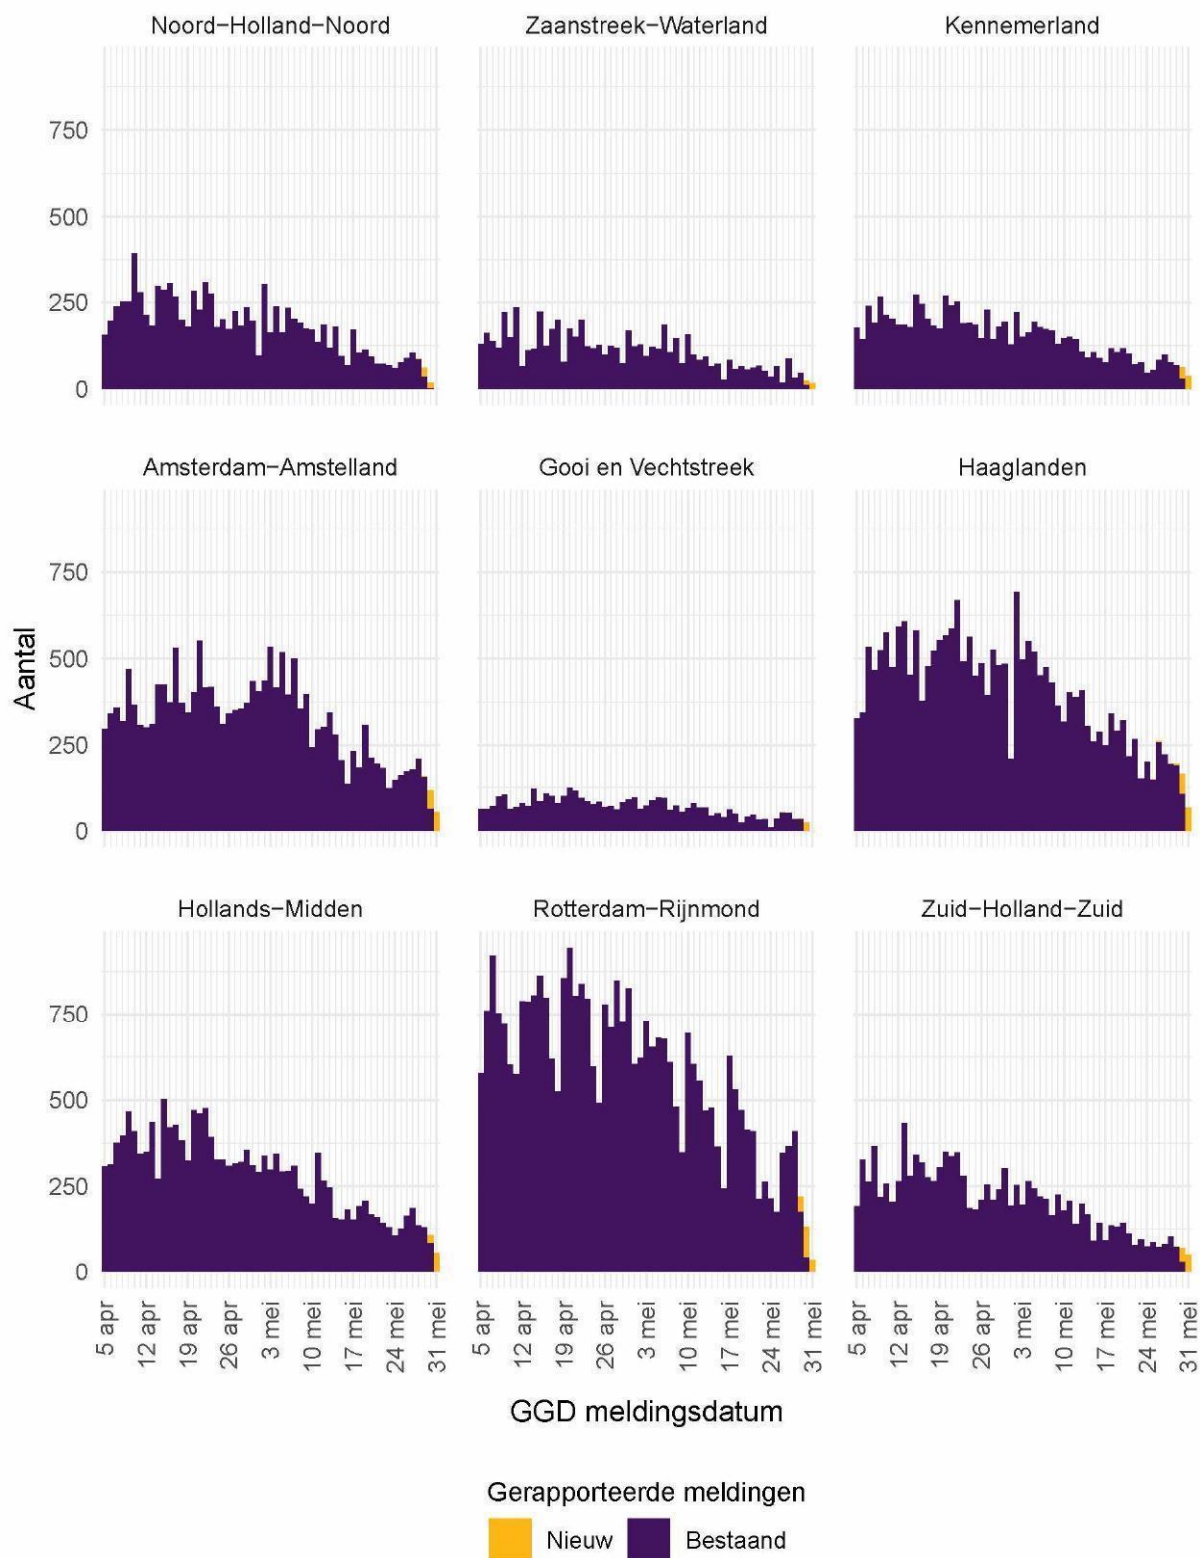 Noord-Holland-Noord
Zaanstreek-Waterland
Kennemerland
750
500
250
0
Amsterdam-Amstelland
Gooi en Vechtstreek
Haaglanden
750
500
250
0
Aantal
Hollands-Midden
Rotterdam-Rijnmond
Zuid-Holland-Zuid
750
500
250
0
5 apr
12 apr
19 apr
26 apr
3 mei
10 mei
17 mei
24 mei
31 mei
5 apr
12 apr
19 apr
26 apr
3 mei
10 mei
17 mei
24 mei
31 mei
5 apr
12 apr
19 apr
26 apr
3 mei
10 mei
17 mei
24 mei
31 mei
GGD meldingsdatum
Gerapporteerde meldingen
Nieuw
Bestaand